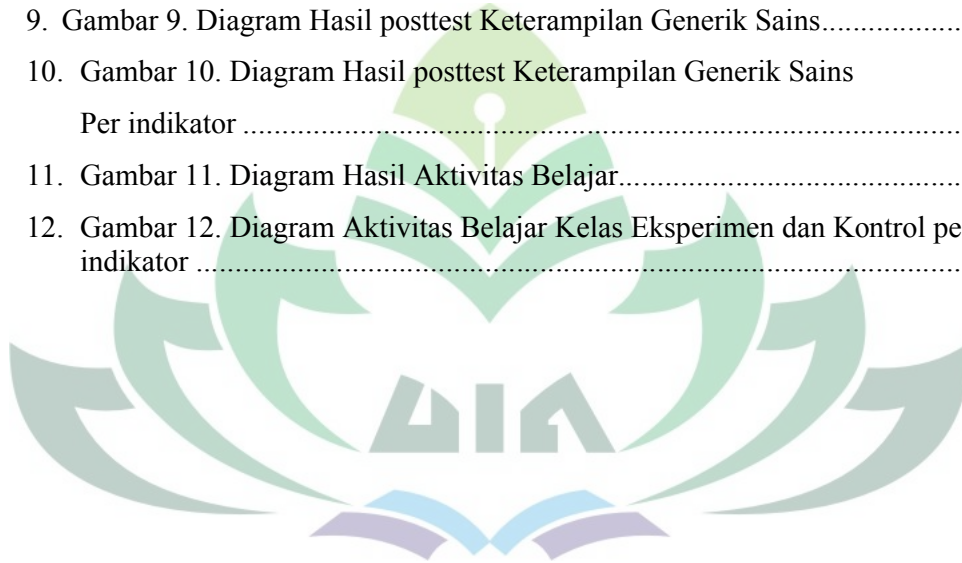 9. Gambar 9. Diagram Hasil posttest Keterampilan Generik Sains..................
10. Gambar 10. Diagram Hasil posttest Keterampilan Generik Sains
Per indikator ........................................................................................................
11. Gambar 11. Diagram Hasil Aktivitas Belajar.................................................
12. Gambar 12. Diagram Aktivitas Belajar Kelas Eksperimen dan Kontrol pe
indikator ...............................................................................................................
UIN